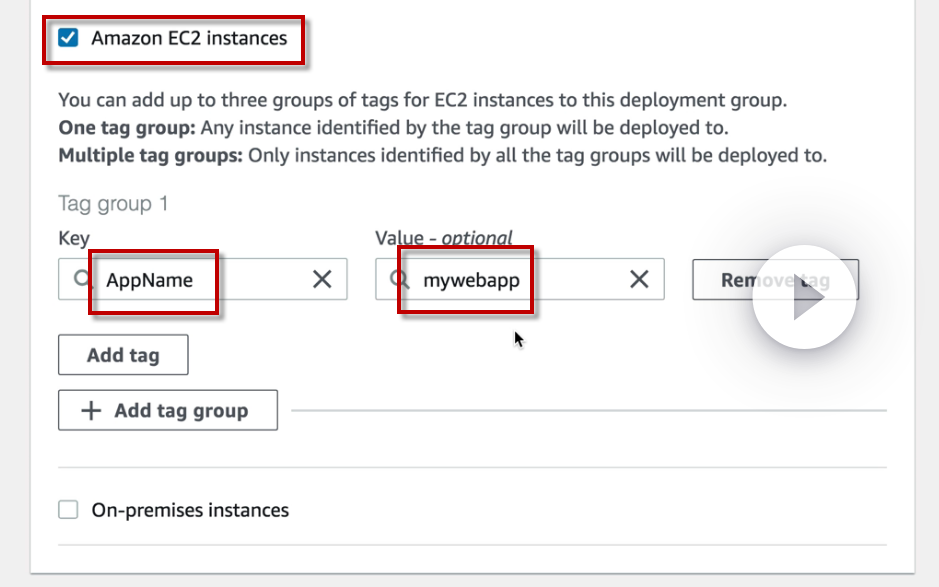 Amazon EC2 instances
You can add up to three groups of tags for EC2 instances to this deployment group.
One tag group: Any instance identified by the tag group will be deployed to.
Multiple tag groups: Only instances identified by all the tag groups will be deployed to.
Tag group 1
Key Value - optional
AppName mywebapp Remove tag
Add tag
Add tag group
On-premises instances